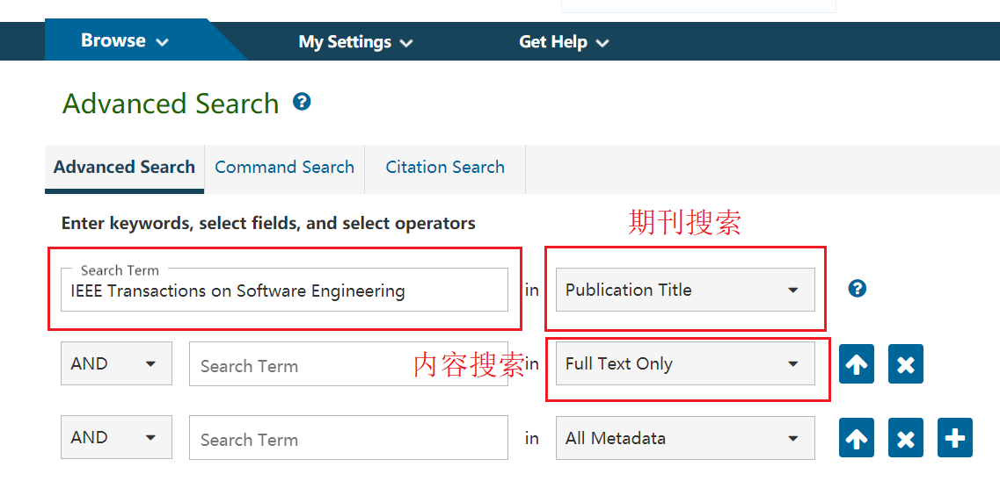 Browse My Settings Get Help
Advanced Search
Advanced Search Command Search Citation Search
Enter keywords, select fields, and select operators
期刊搜索
Search Term
IEEE Transactions on Software Engineering in Publication Title
AND Search Term 内容搜索 in Full Text Only
AND Search Term in All Metadata